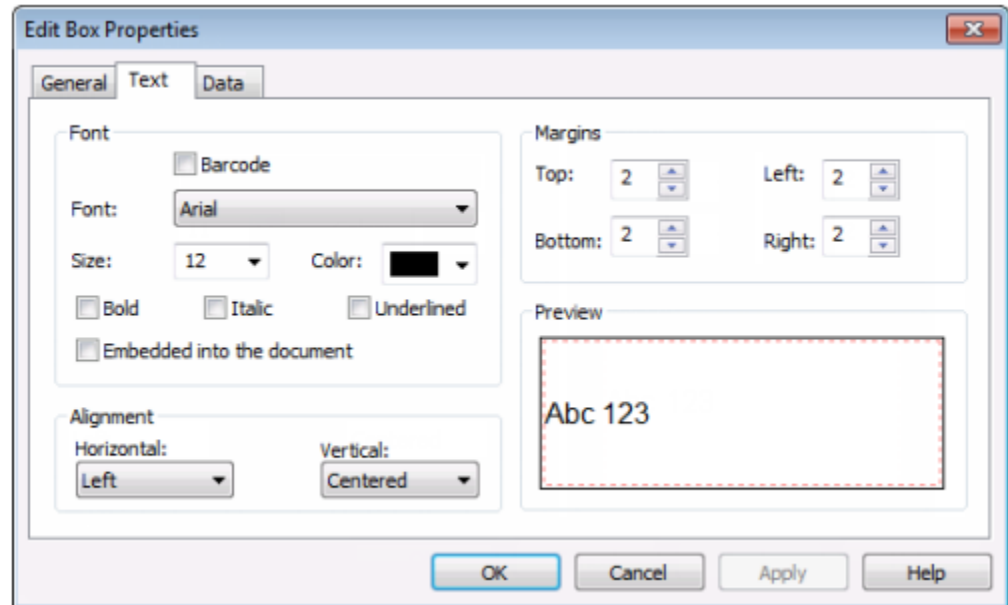 Edit Box Properties
General Text Data
Font
Barcode
Font: Arial
Size: 12 Color:
Bold Italic Underlined
Embedded into the document
Alignment
Horizontal: Vertical:
Left Centered
Margins
Top: 2 Left: 2
Bottom: 2 Right: 2
Preview
Abc 123
OK Cancel Apply Help